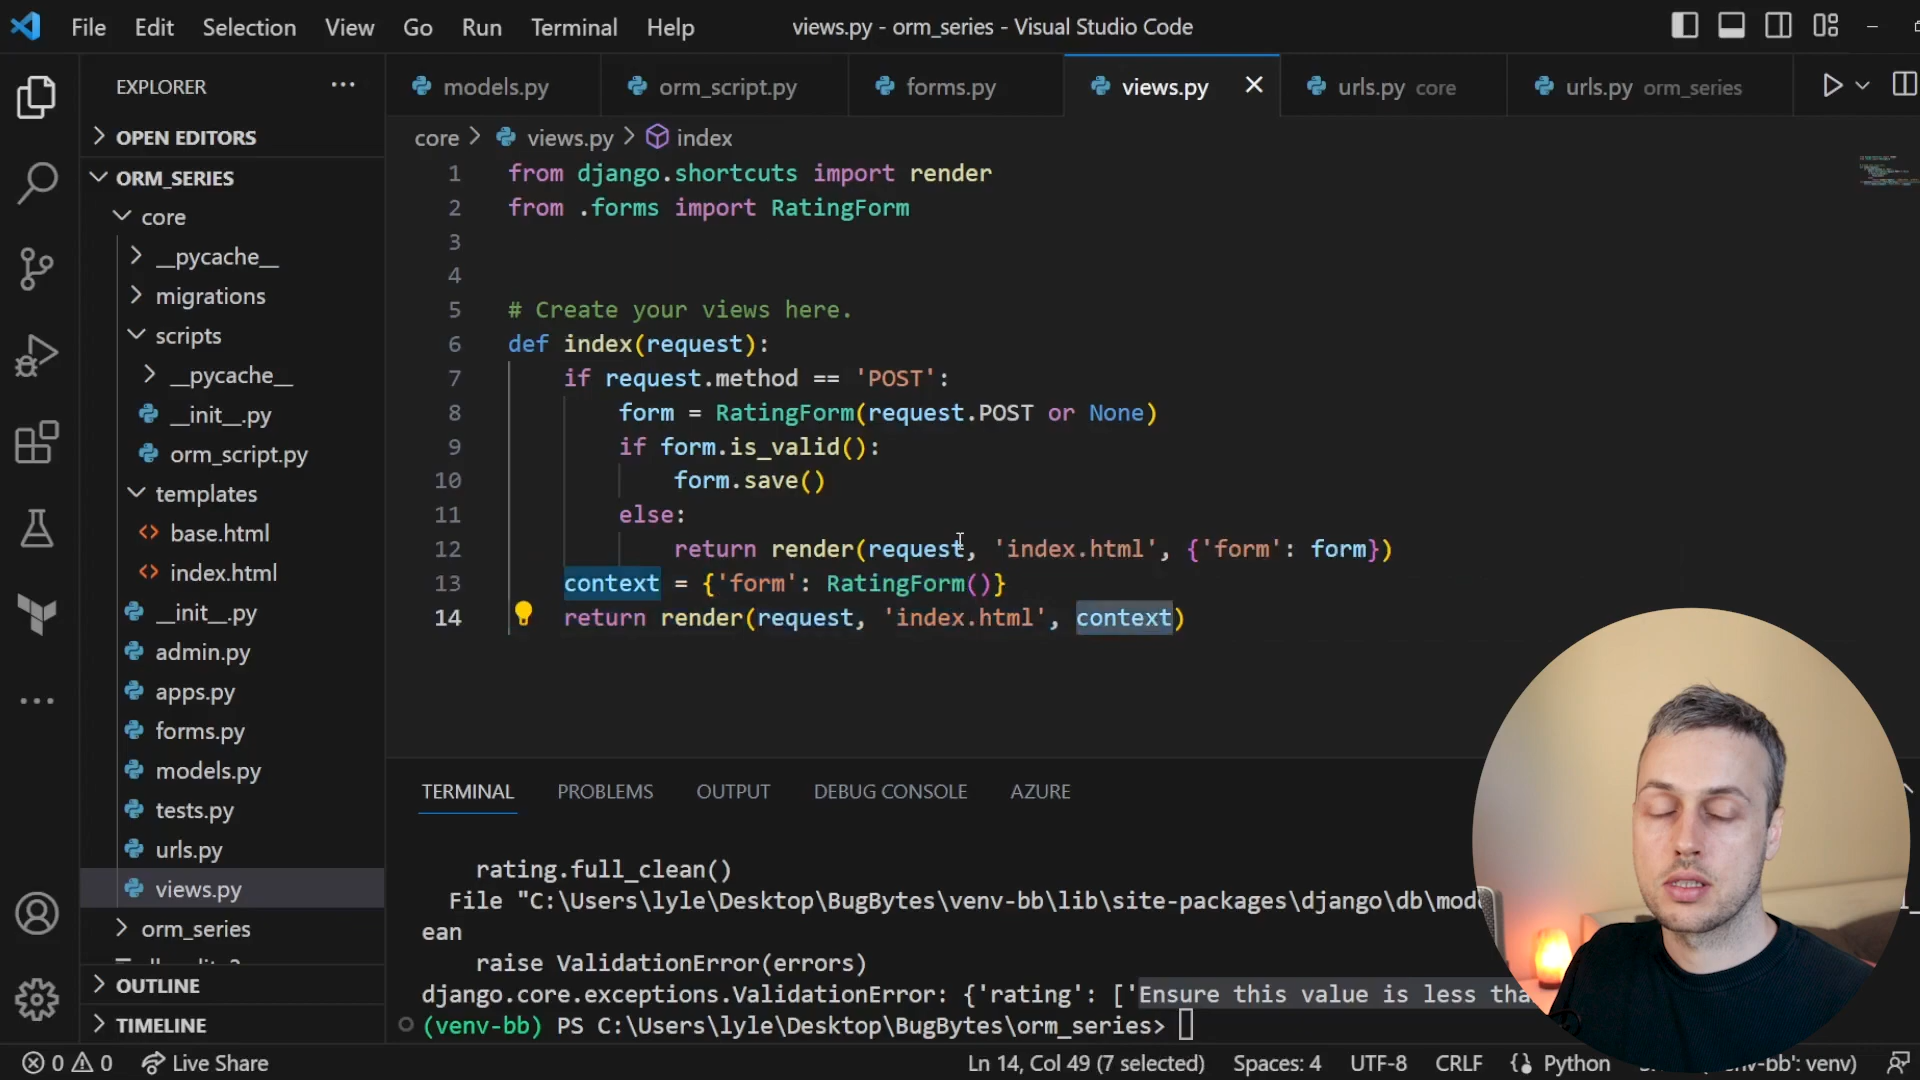 File Edit Selection View Go Run Terminal Help
views.py - orm_series - Visual Studio Code
EXPLORER
OPEN EDITORS
ORM_SERIES
core
__pycache__
migrations
scripts
__pycache__
__init__.py
orm_script.py
templates
base.html
index.html
__init__.py
admin.py
apps.py
forms.py
models.py
tests.py
urls.py
views.py
orm_series
OUTLINE
TIMELINE
models.py orm_script.py forms.py views.py urls.py core urls.py orm_series
core > views.py > index
1 from django.shortcuts import render
2 from .forms import RatingForm
3
4
5 # Create your views here.
6 def index(request):
7 if request.method == 'POST':
8 form = RatingForm(request.POST or None)
9 if form.is_valid():
10 form.save()
11 else:
12 return render(request, 'index.html', {'form': form})
13 context = {'form': RatingForm()}
14 return render(request, 'index.html', context)
TERMINAL PROBLEMS OUTPUT DEBUG CONSOLE AZURE
rating.full_clean()
File "C:\Users\lyle\Desktop\BugBytes\venv-bb\lib\site-packages\django\db\mod
ean
raise ValidationError(errors)
django.core.exceptions.ValidationError: {'rating': ['Ensure this value is less tha
(venv-bb) PS C:\Users\lyle\Desktop\BugBytes\orm_series>
0 0 Live Share
Ln 14, Col 49 (7 selected) Spaces: 4 UTF-8 CRLF Python venv-bb': venv)